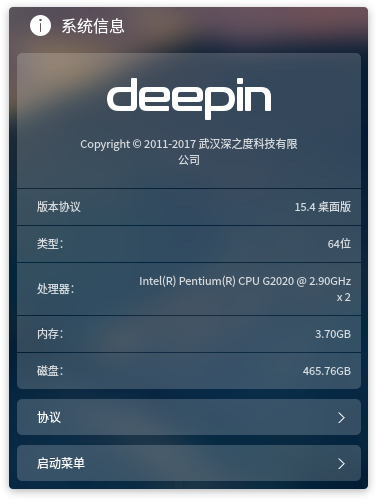 系统信息
deepin
Copyright © 2011-2017 武汉深之度科技有限
公司
版本协议 15.4 桌面版
类型： 64位
处理器： Intel(R) Pentium(R) CPU G2020 @ 2.90GHz
x 2
内存： 3.70GB
磁盘： 465.76GB
协议
启动菜单